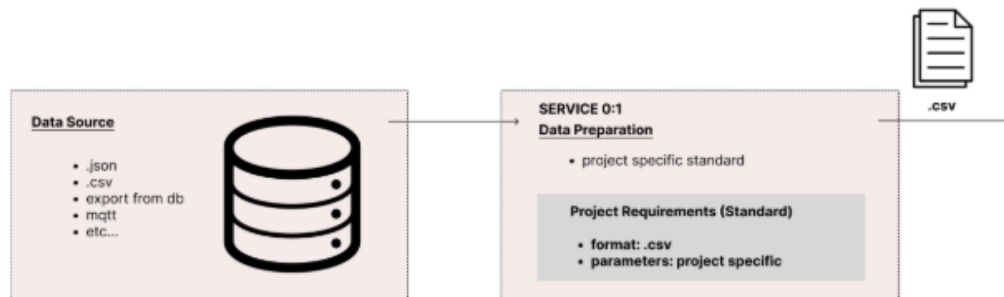 Data Source
• .json
• .csv
• export from db
• mqtt
• etc...
SERVICE 0:1
Data Preparation
• project specific standard
Project Requirements (Standard)
• format: .csv
• parameters: project specific
.csv